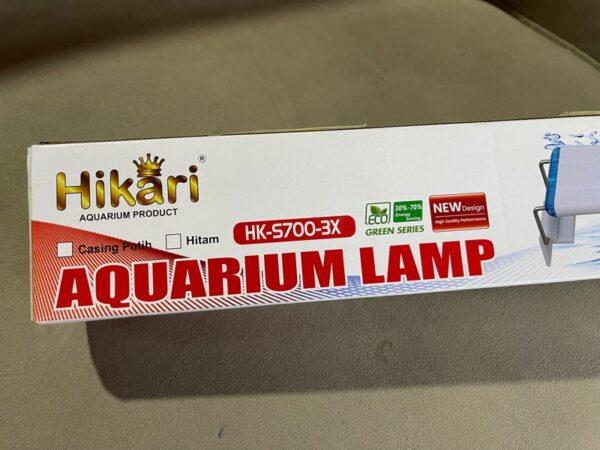 Hikari ®
AQUARIUM PRODUCT
Casing Putih Hitam
HK-S700-3X
ECO
30%-70%
Energy
Saving
GREEN SERIES
NEW Design
High Quality Performance
AQUARIUM LAMP